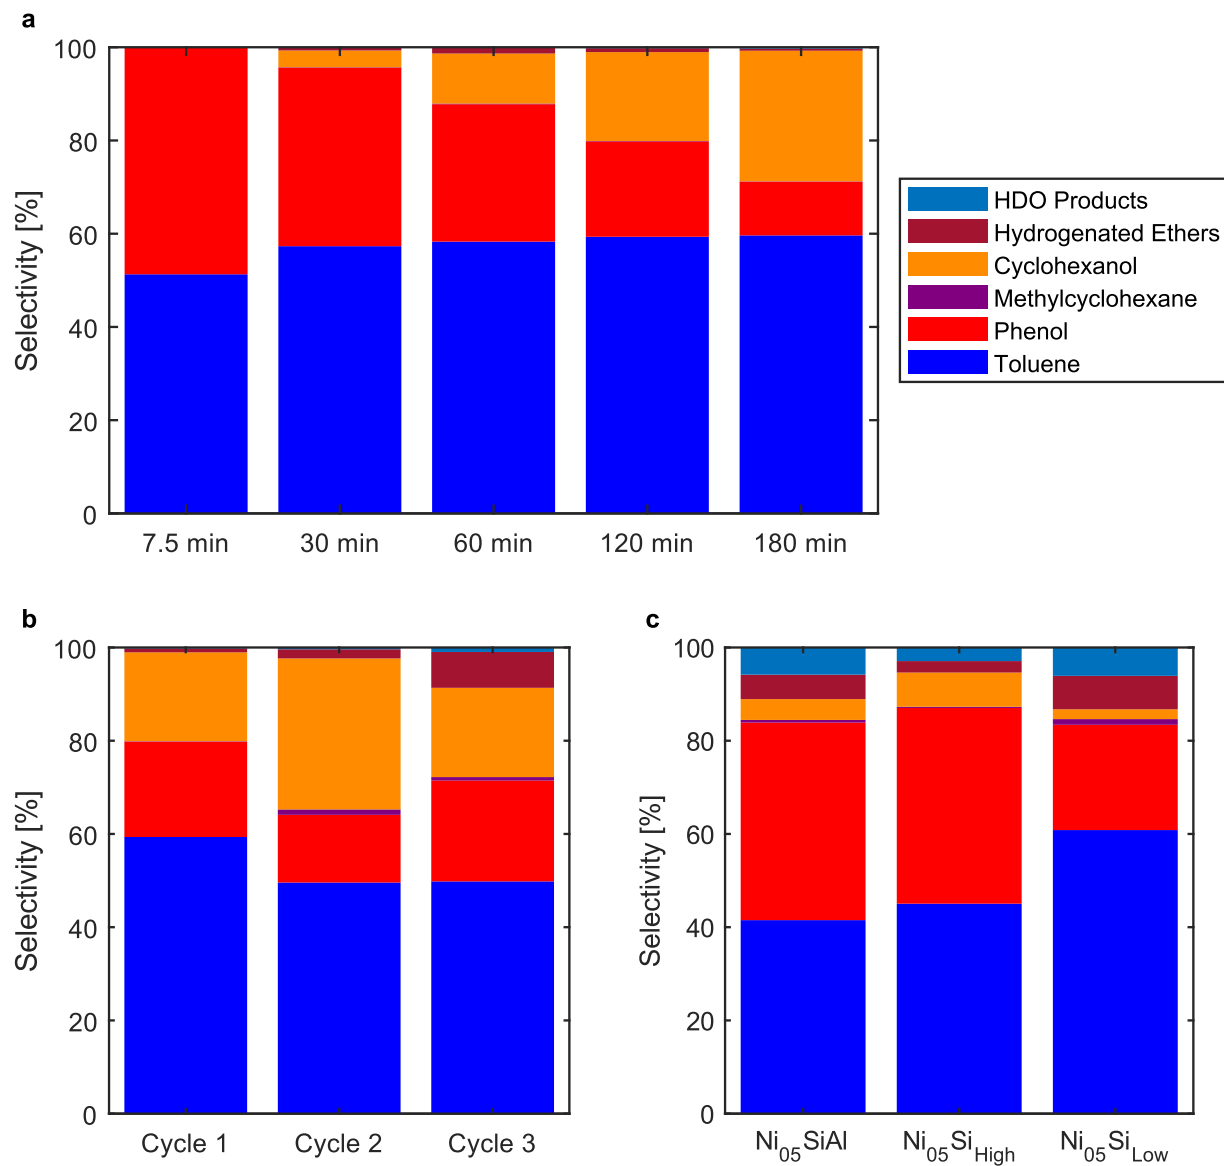 a
Selectivity [%]
100
80
60
40
20
0
7.5 min 30 min 60 min 120 min 180 min
HDO Products
Hydrogenated Ethers
Cyclohexanol
Methylcyclohexane
Phenol
Toluene
b
Selectivity [%]
100
80
60
40
20
0
Cycle 1 Cycle 2 Cycle 3
c
Selectivity [%]
100
80
60
40
20
0
Ni05SiAl Ni05SiHigh Ni05SiLow